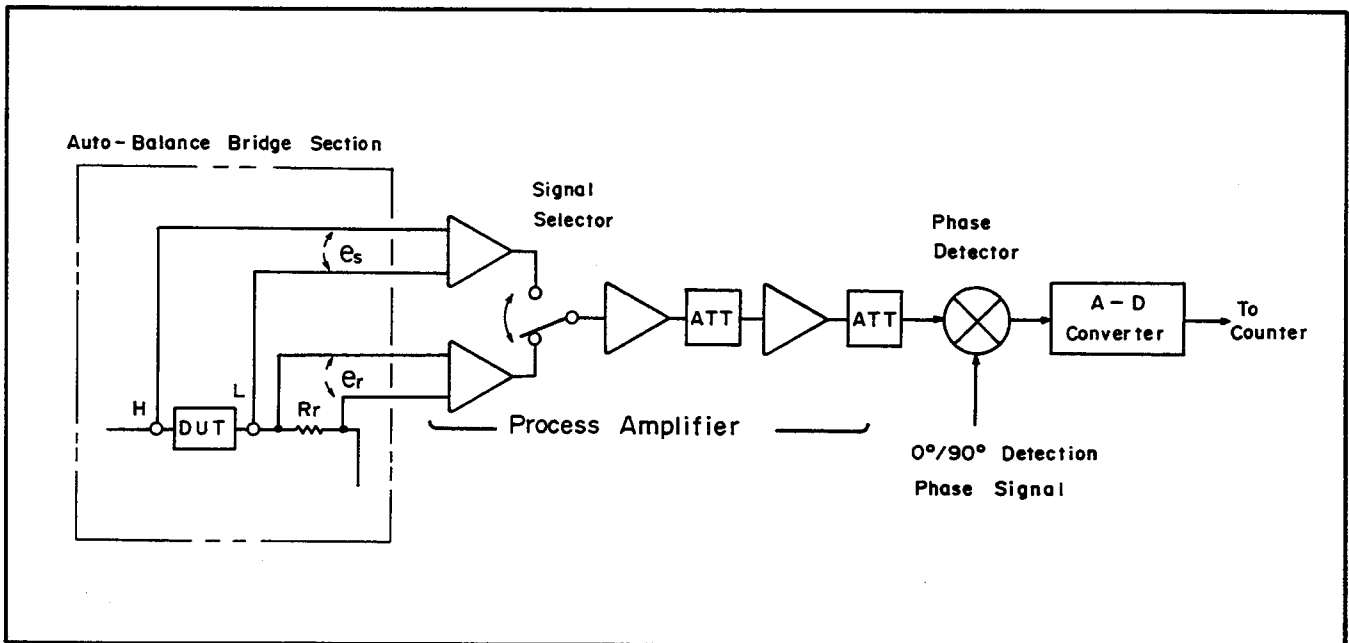 Auto-Balance Bridge Section
Signal
Selector
Phase
Detector
es
er
H
DUT
L
Rr
ATT
ATT
A-D
Converter
To
Counter
Process Amplifier
0°/90° Detection
Phase Signal